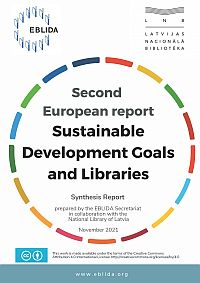 EBLIDA
L N B
LATVIJAS
NACIONĀLĀ
BIBLIOTĒKA
Second
European report
Sustainable
Development Goals
and Libraries
Synthesis Report
prepared by the EBLIDA Secretariat
in collaboration with the
National Library of Latvia
November 2021
This work is made available under the terms of the Creative Commons
www.eblida.org